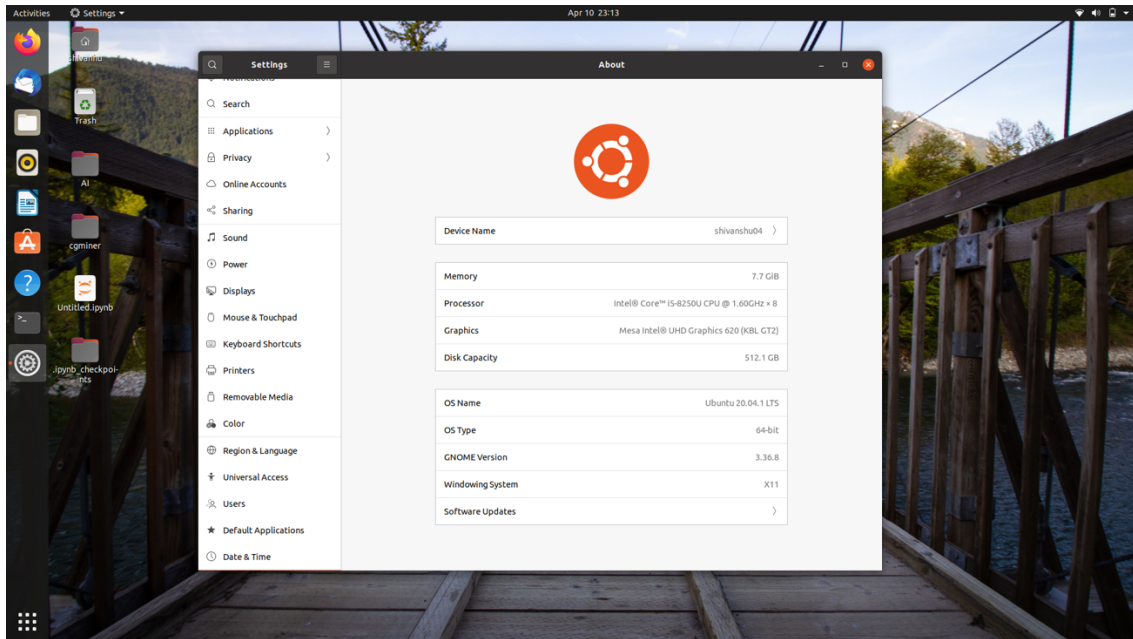 Activities
Settings
Apr 10 23:13
shivanshu
Trash
AI
cgminer
Untitled.ipynb
.ipynb_checkpoi-
nts
Settings
About
Notifications
Search
Applications
Privacy
Online Accounts
Sharing
Sound
Power
Displays
Mouse & Touchpad
Keyboard Shortcuts
Printers
Removable Media
Color
Region & Language
Universal Access
Users
Default Applications
Date & Time
Device Name shivanshu04
Memory 7.7 GiB
Processor Intel® Core™ i5-8250U CPU @ 1.60GHz × 8
Graphics Mesa Intel® UHD Graphics 620 (KBL GT2)
Disk Capacity 512.1 GB
OS Name Ubuntu 20.04.1 LTS
OS Type 64-bit
GNOME Version 3.36.8
Windowing System X11
Software Updates